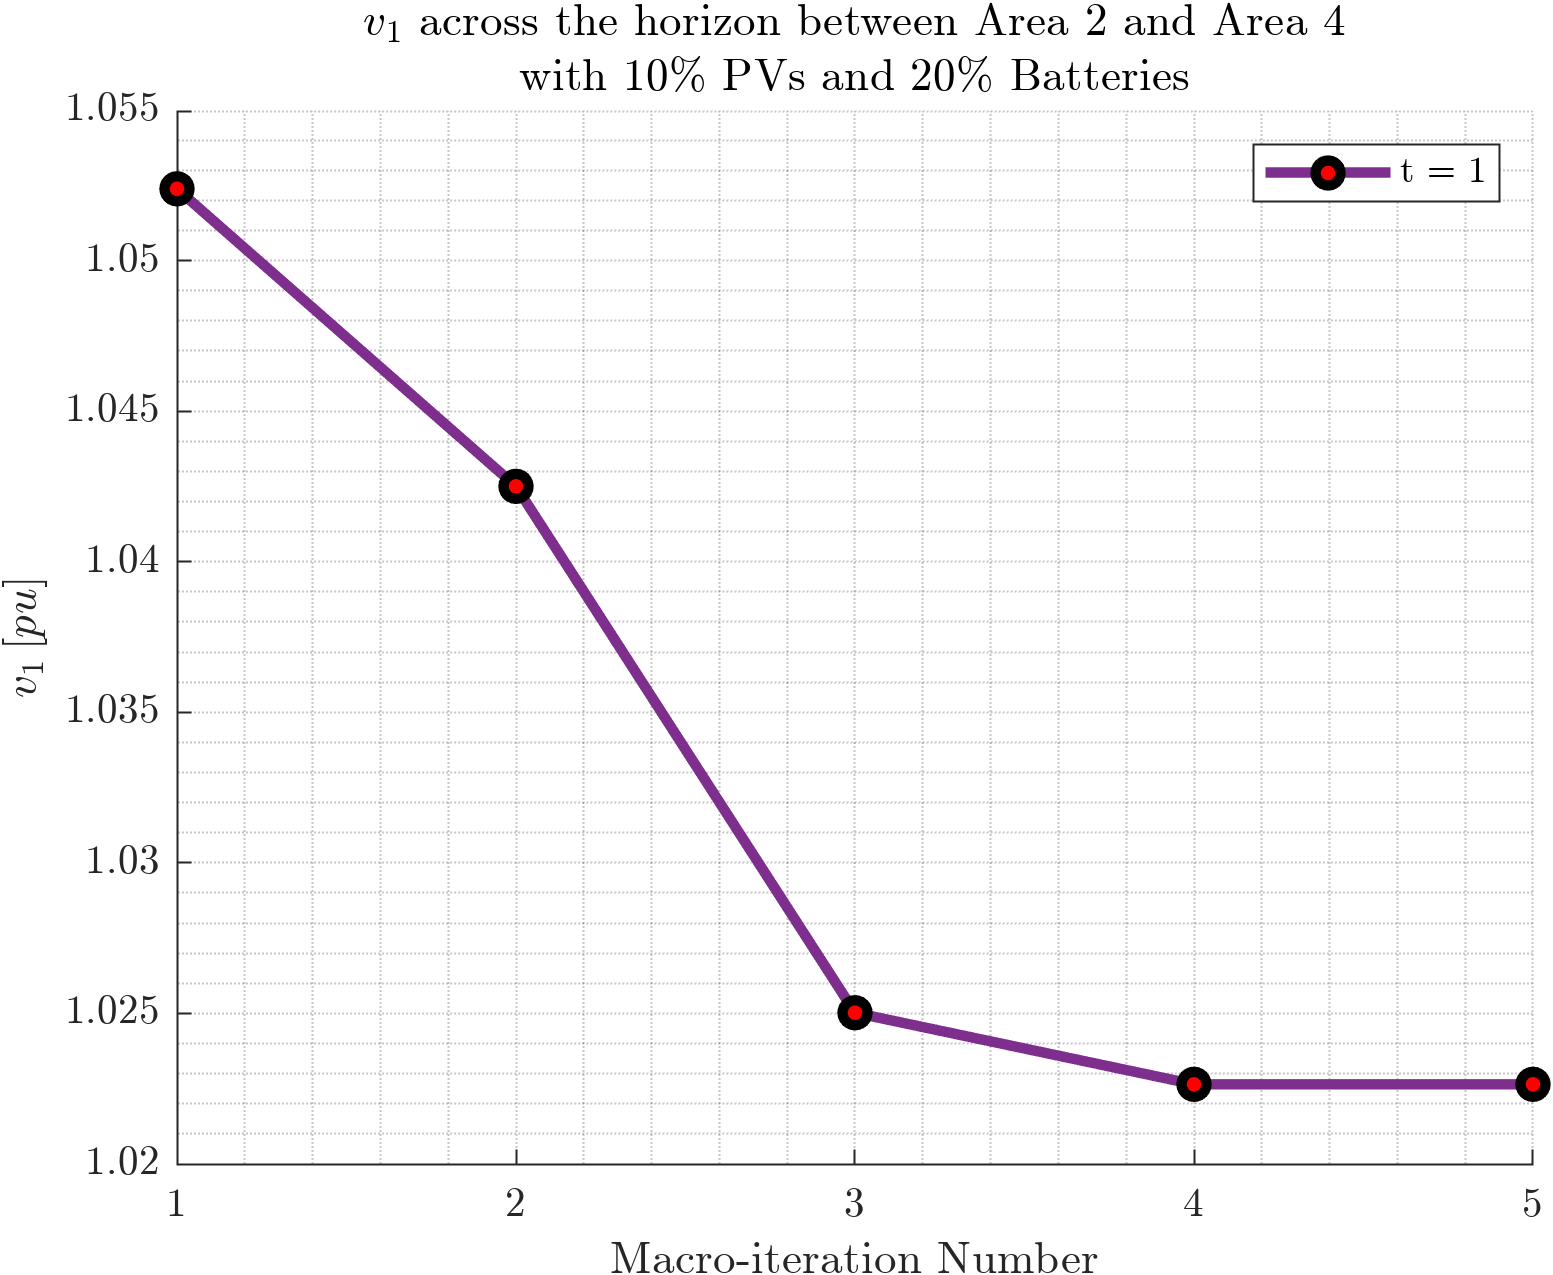 v₁ across the horizon between Area 2 and Area 4
with 10% PVs and 20% Batteries
1.055
t = 1
1.05
1.045
1.04
v₁ [pu]
1.035
1.03
1.025
1.02
1 2 3 4 5
Macro-iteration Number